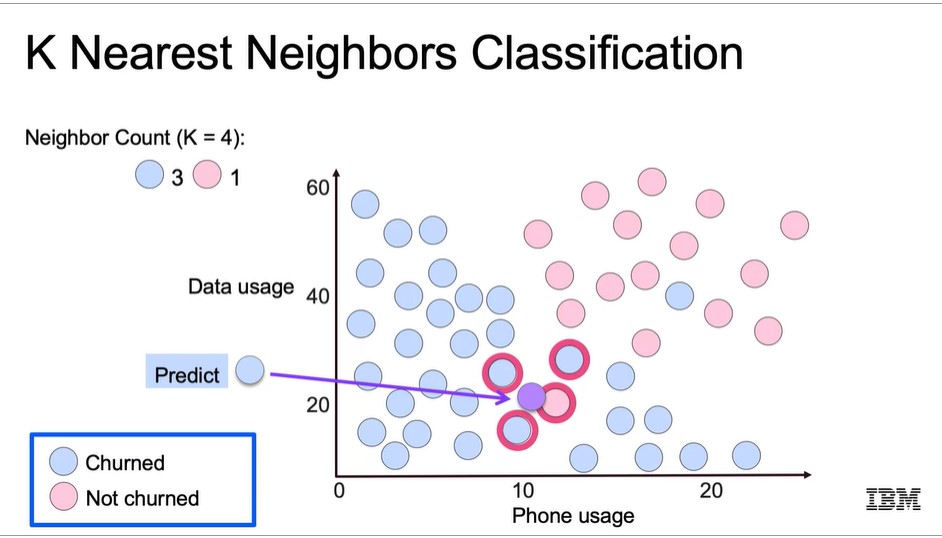 K Nearest Neighbors Classification
Neighbor Count (K = 4):
3 1
60
Data usage
40
Predict
20
Churned
Not churned
0 10 20
Phone usage
IBM